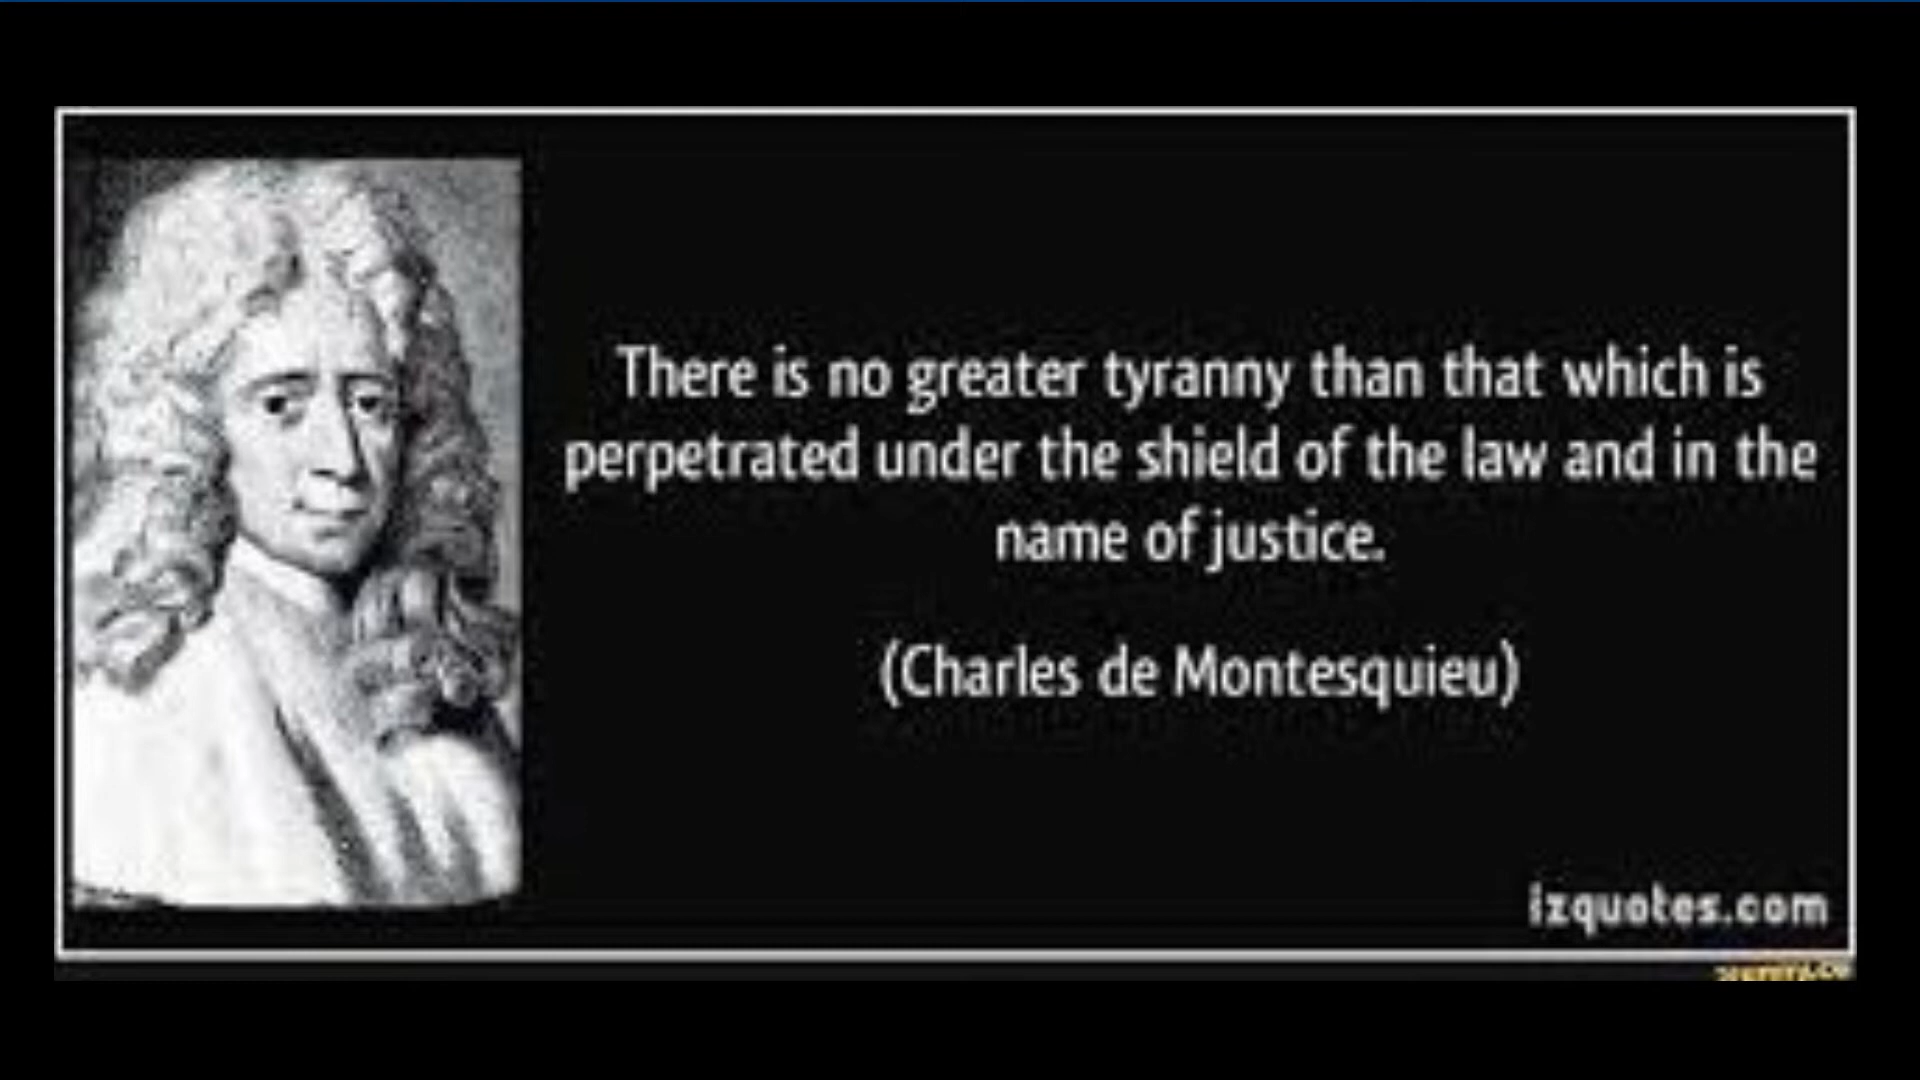 There is no greater tyranny than that which is
perpetrated under the shield of the law and in the
name of justice.
(Charles de Montesquieu)
izquotes.com